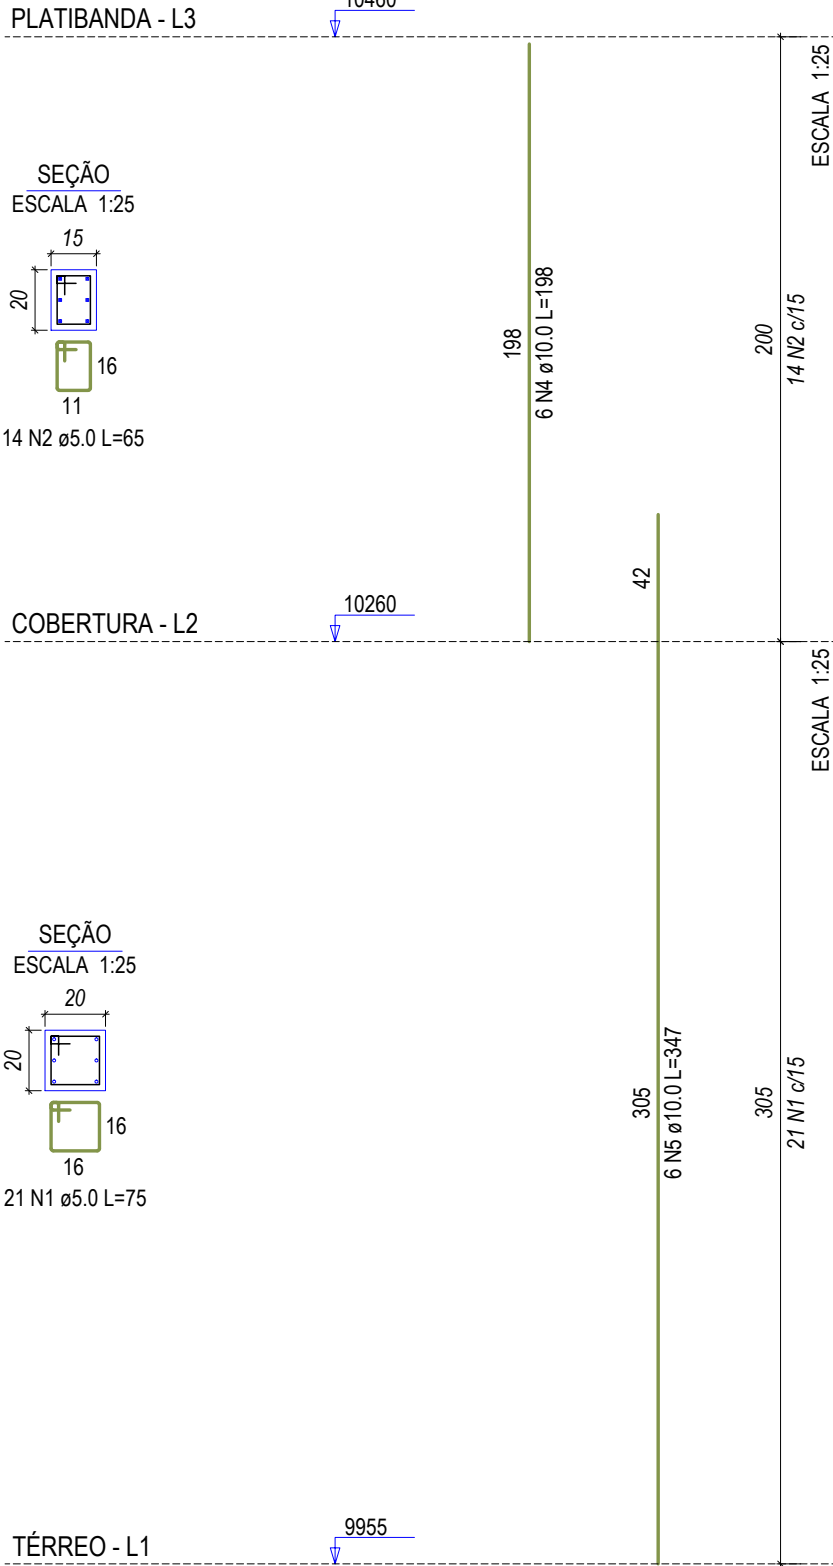 PLATIBANDA - L3
10460
ESCALA 1:25
SEÇÃO
ESCALA 1:25
15
20
16
11
14 N2 ø5.0 L=65
198
6 N4 ø10.0 L=198
200
14 N2 c/15
42
COBERTURA - L2
10260
ESCALA 1:25
SEÇÃO
ESCALA 1:25
20
20
16
16
21 N1 ø5.0 L=75
305
6 N5 ø10.0 L=347
305
21 N1 c/15
TÉRREO - L1
9955